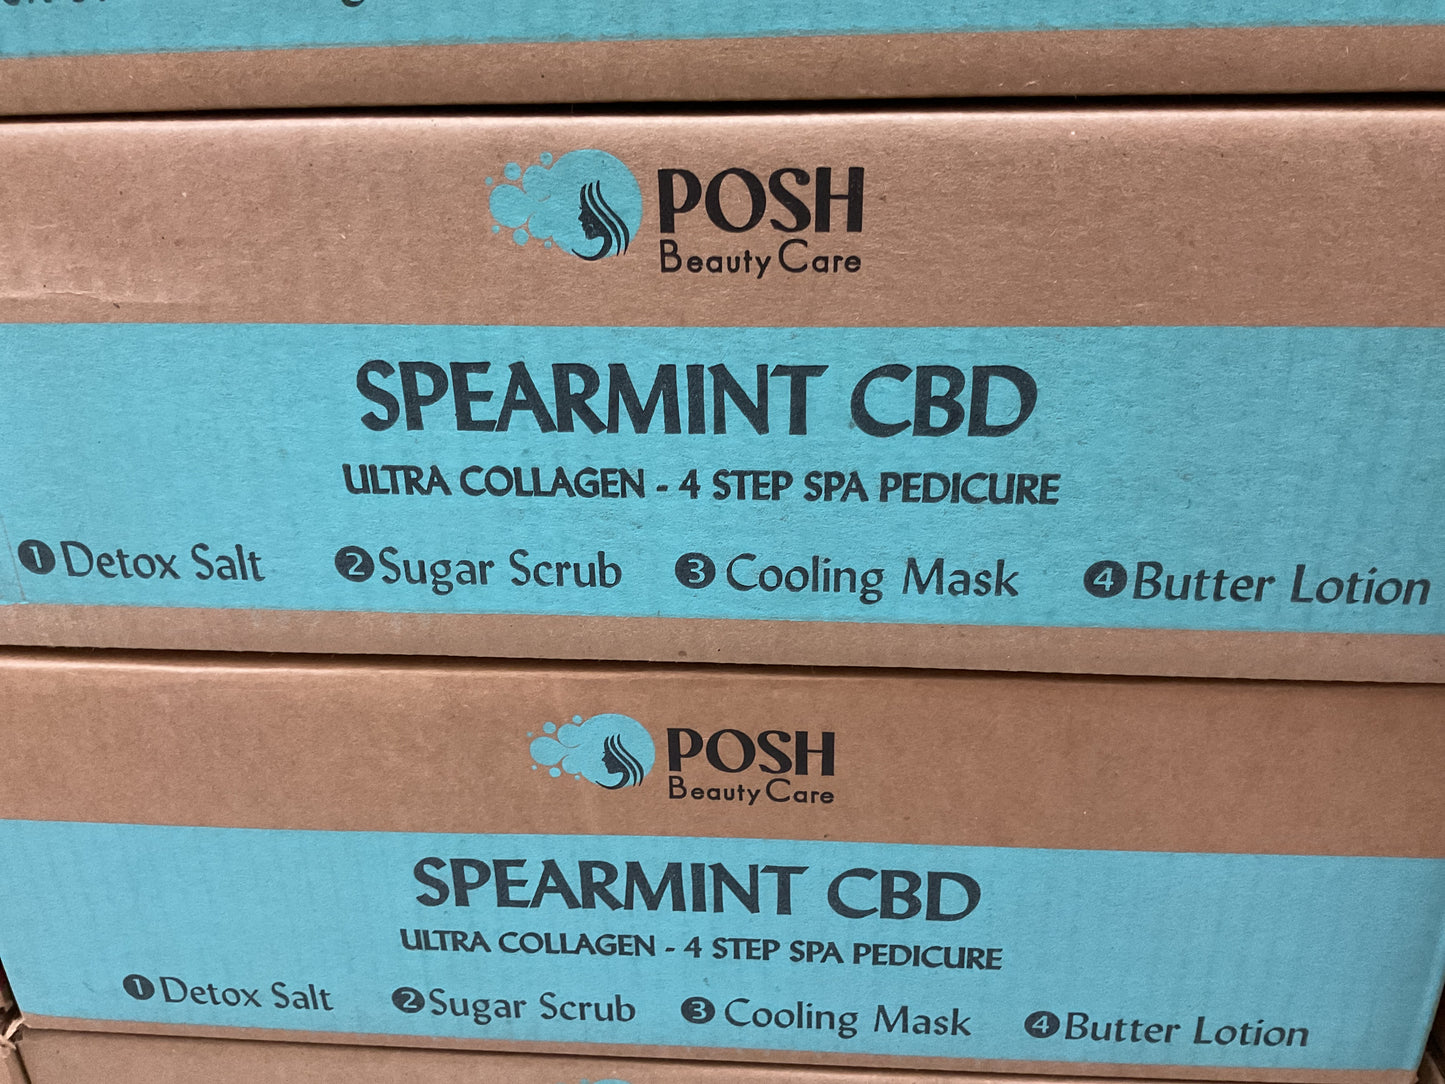 POSH
Beauty Care
SPEARMINT CBD
ULTRA COLLAGEN - 4 STEP SPA PEDICURE
1 Detox Salt 2 Sugar Scrub 3 Cooling Mask 4 Butter Lotion
POSH
Beauty Care
SPEARMINT CBD
ULTRA COLLAGEN - 4 STEP SPA PEDICURE
1 Detox Salt 2 Sugar Scrub 3 Cooling Mask 4 Butter Lotion